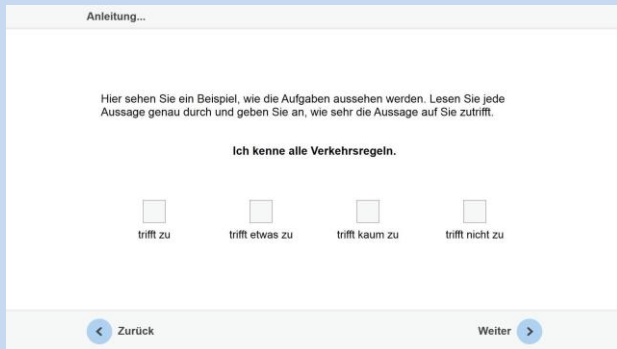 Anleitung...
Hier sehen Sie ein Beispiel, wie die Aufgaben aussehen werden. Lesen Sie jede
Aussage genau durch und geben Sie an, wie sehr die Aussage auf Sie zutrifft.
Ich kenne alle Verkehrsregeln.
trifft zu trifft etwas zu trifft kaum zu trifft nicht zu
Zurück Weiter